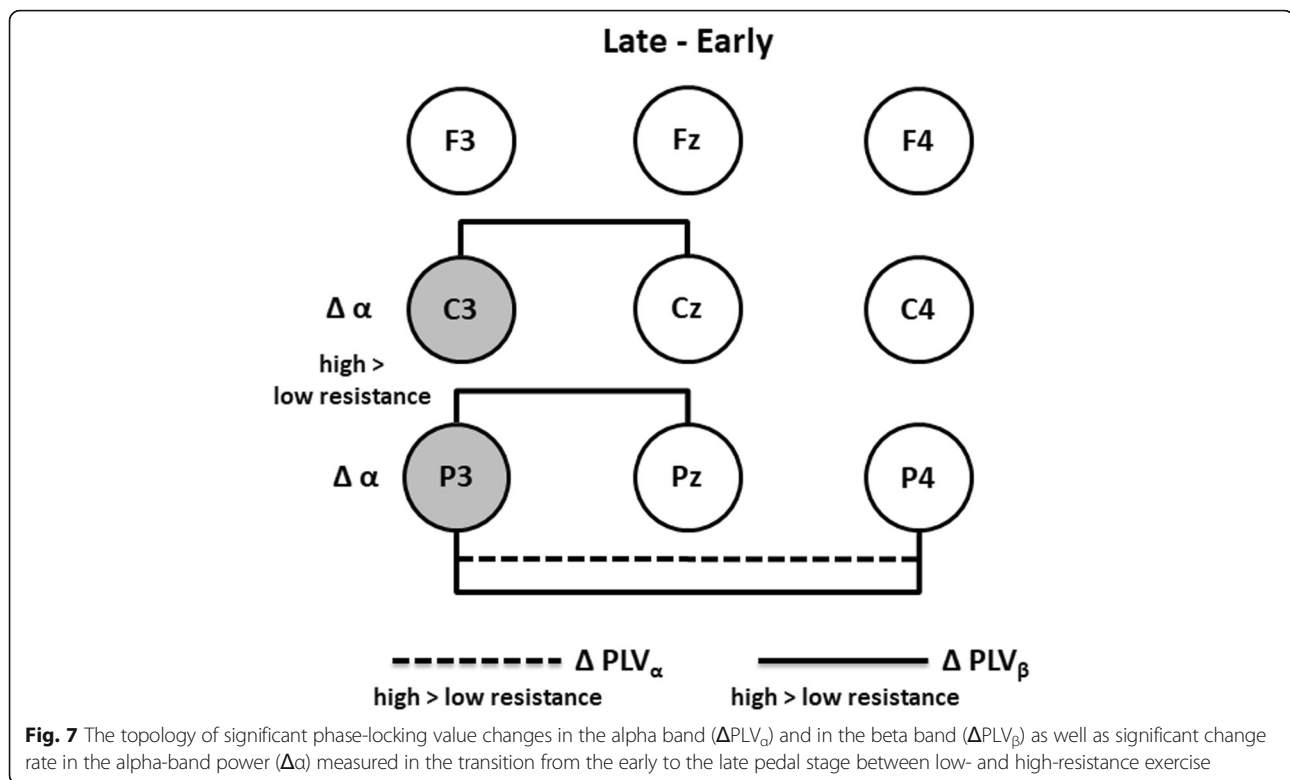 Late - Early
F3 Fz F4
Δ α C3 Cz C4
high >
low resistance
Δ α P3 Pz P4
Δ PLVα Δ PLVβ
high > low resistance high > low resistance
Fig. 7 The topology of significant phase-locking value changes in the alpha band (ΔPLVα) and in the beta band (ΔPLVβ) as well as significant change
rate in the alpha-band power (Δα) measured in the transition from the early to the late pedal stage between low- and high-resistance exercise